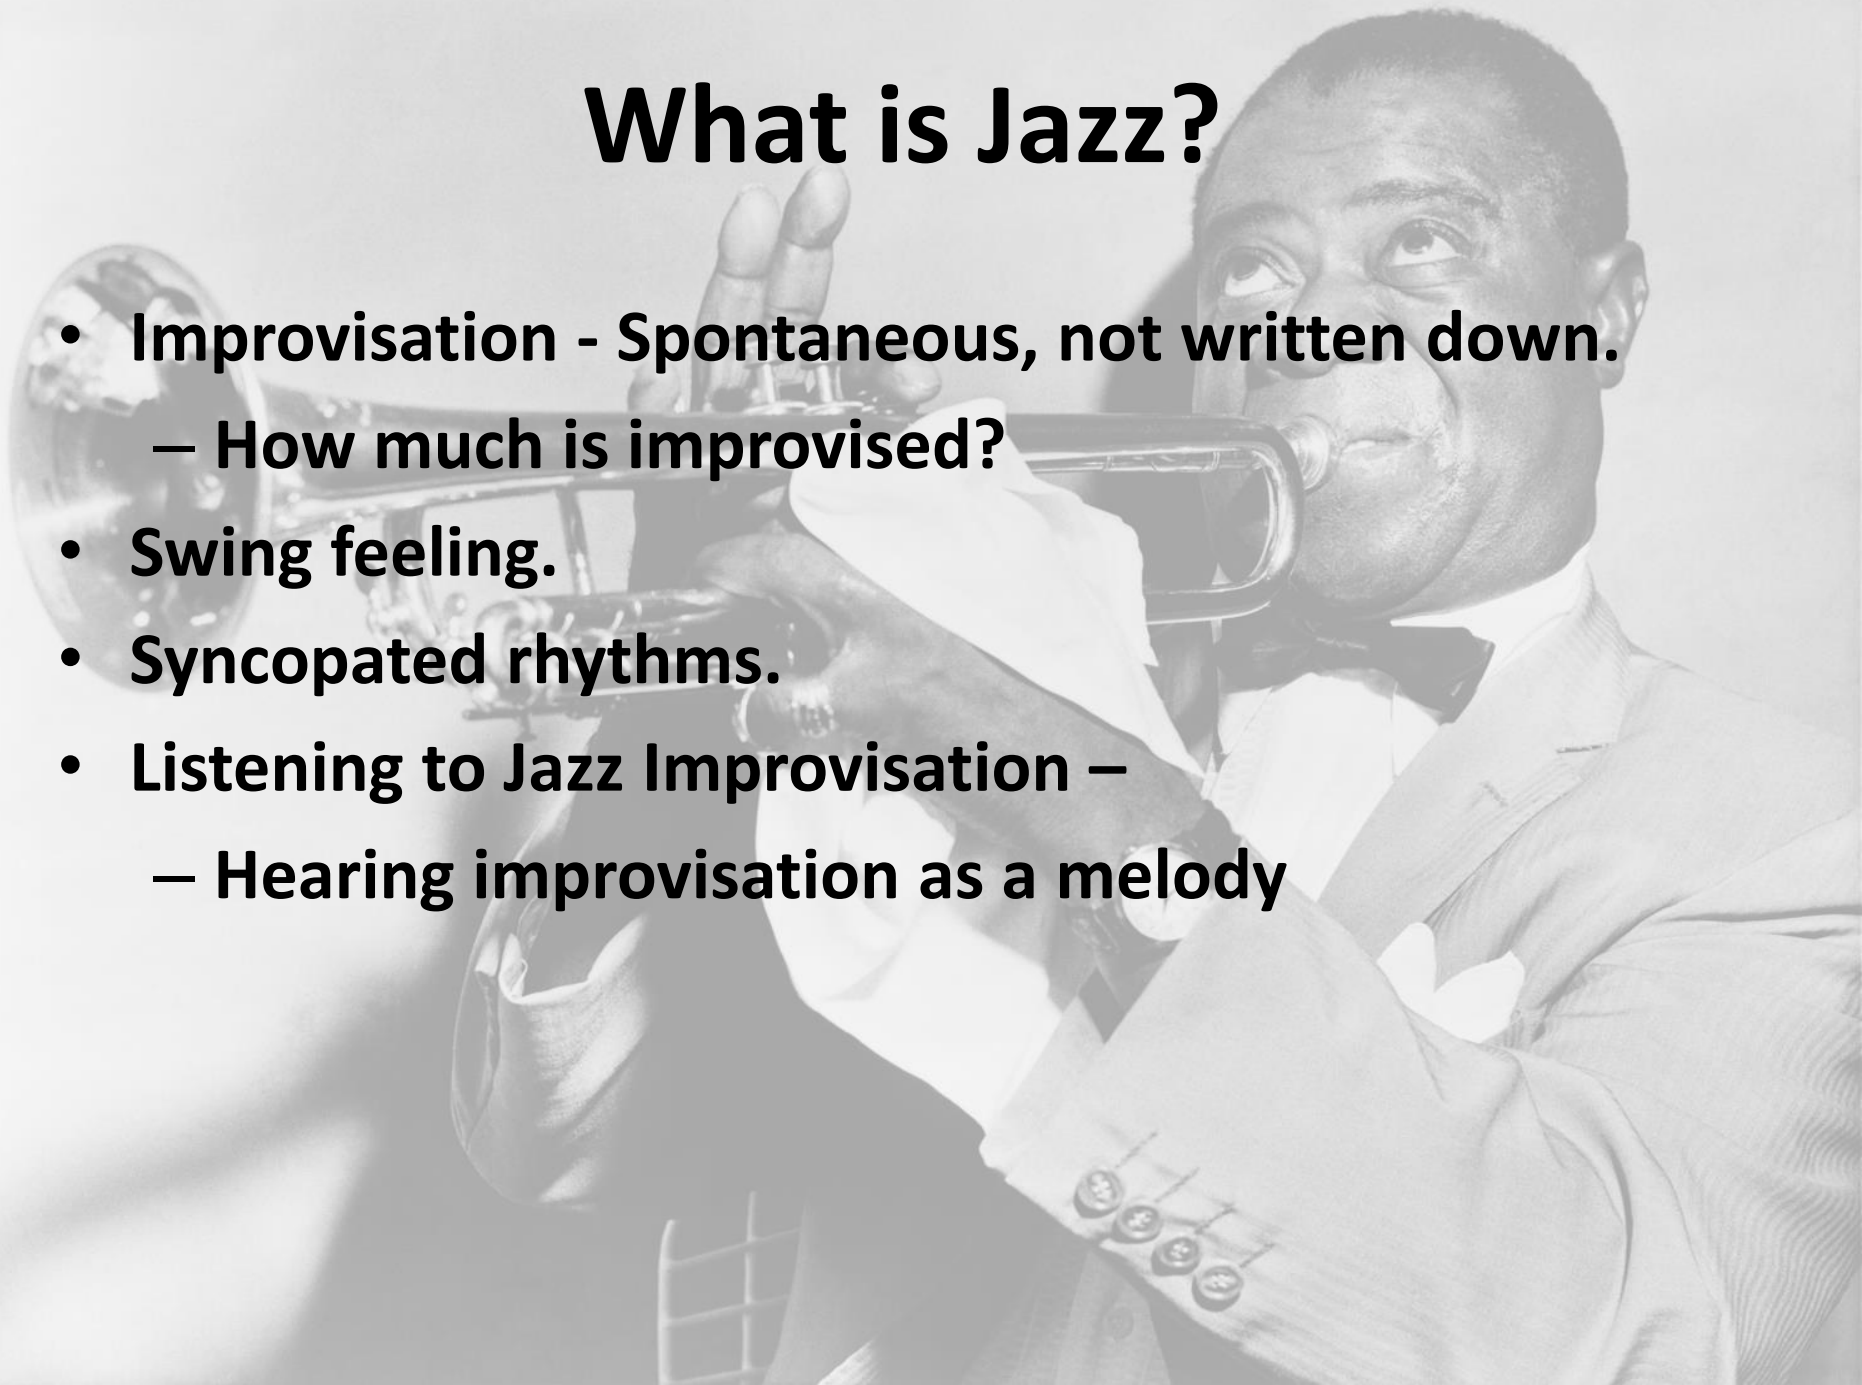 What is Jazz?
• Improvisation - Spontaneous, not written down.
– How much is improvised?
• Swing feeling.
• Syncopated rhythms.
• Listening to Jazz Improvisation –
– Hearing improvisation as a melody